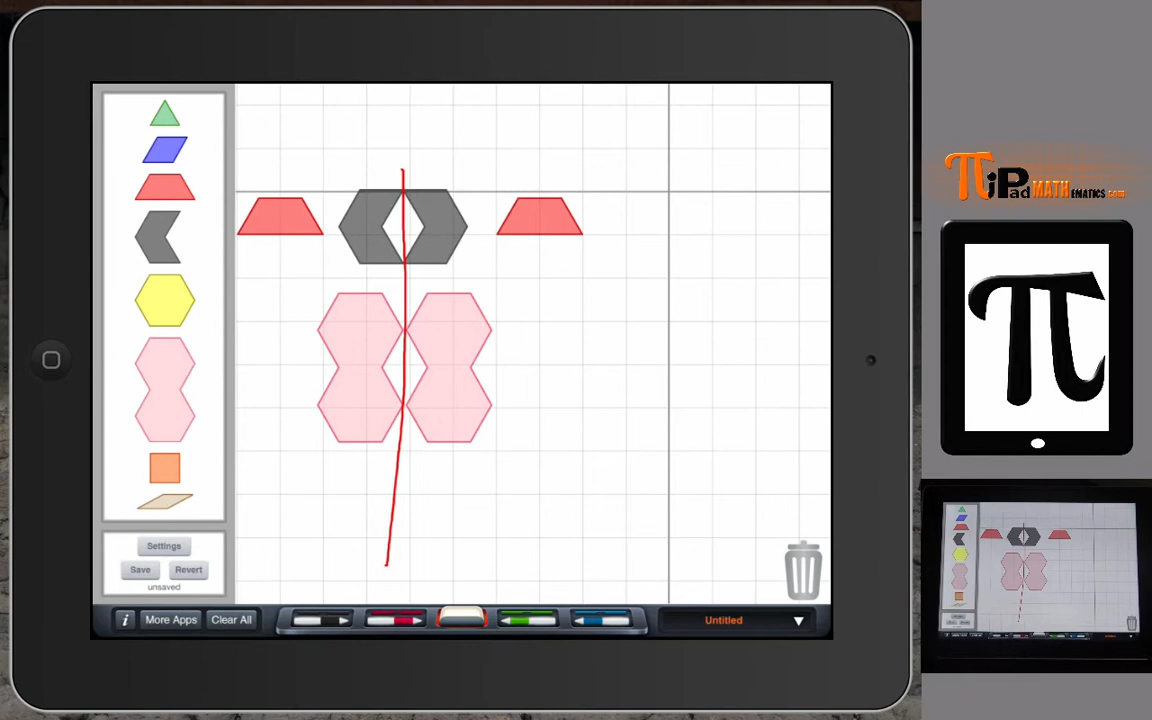 Settings
Save
Revert
unsaved
i
More Apps
Clear All
Untitled
π iPad MATHEMATICS.com
π